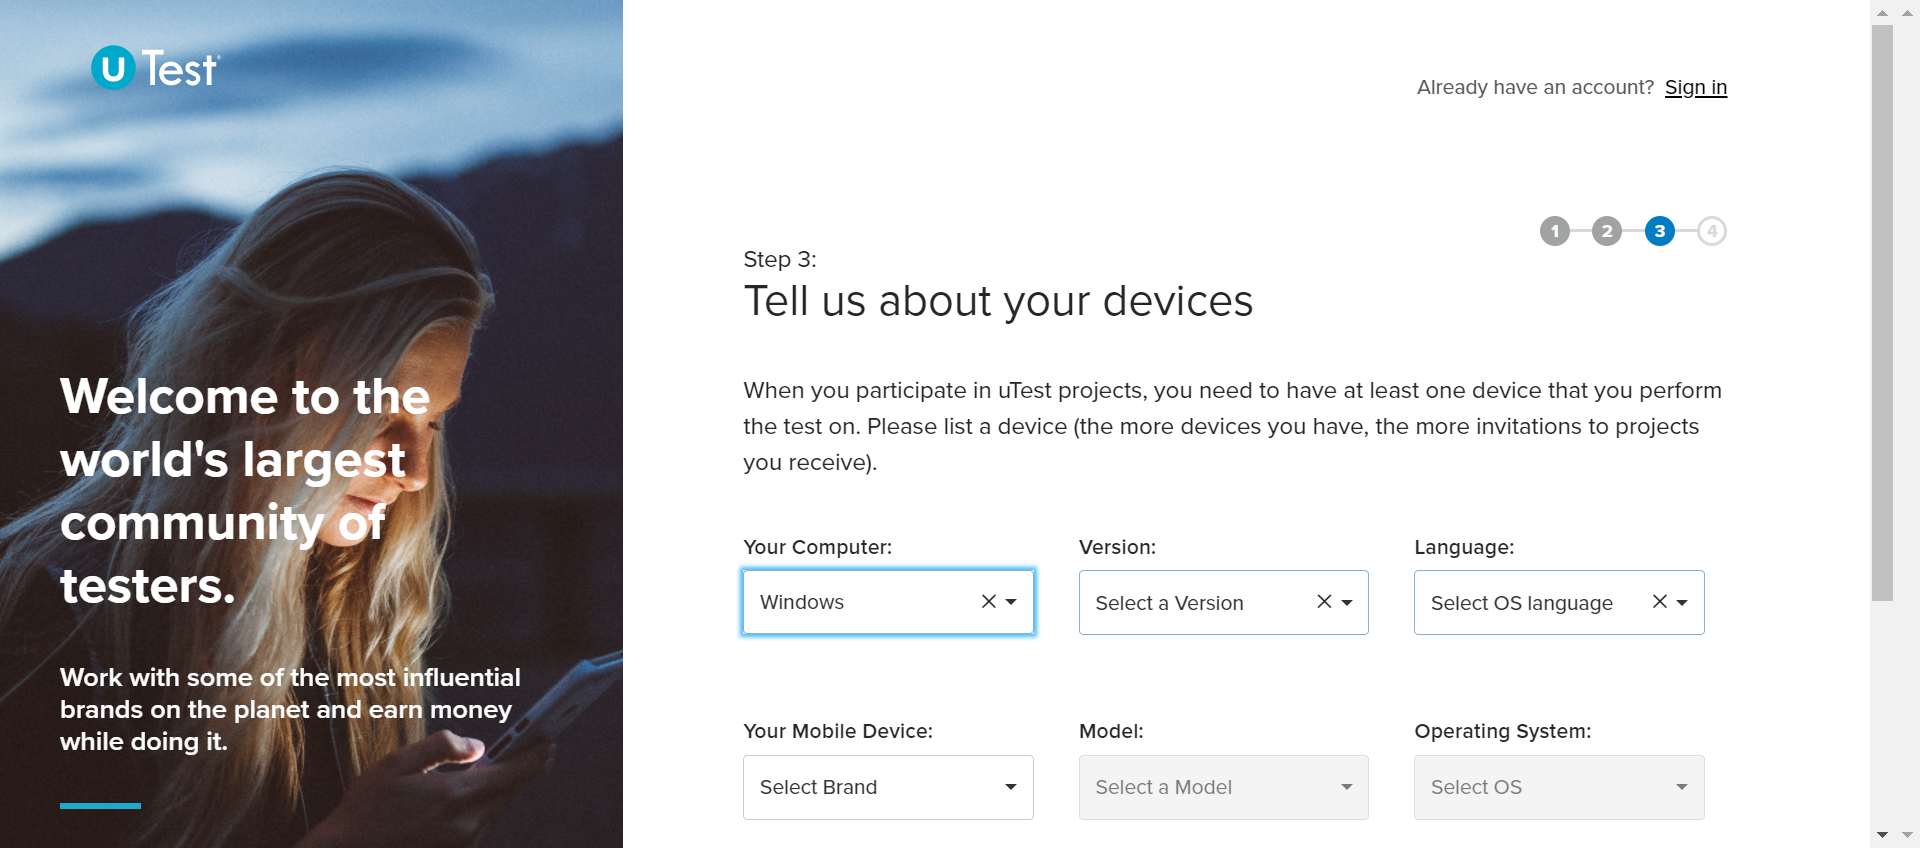 u Test
Already have an account? Sign in
1 2 3 4
Step 3:
Tell us about your devices
Welcome to the
world's largest
community of
testers.
Work with some of the most influential
brands on the planet and earn money
while doing it.
When you participate in uTest projects, you need to have at least one device that you perform
the test on. Please list a device (the more devices you have, the more invitations to projects
you receive).
Your Computer: Version: Language:
Windows Select a Version Select OS language
Your Mobile Device: Model: Operating System:
Select Brand Select a Model Select OS